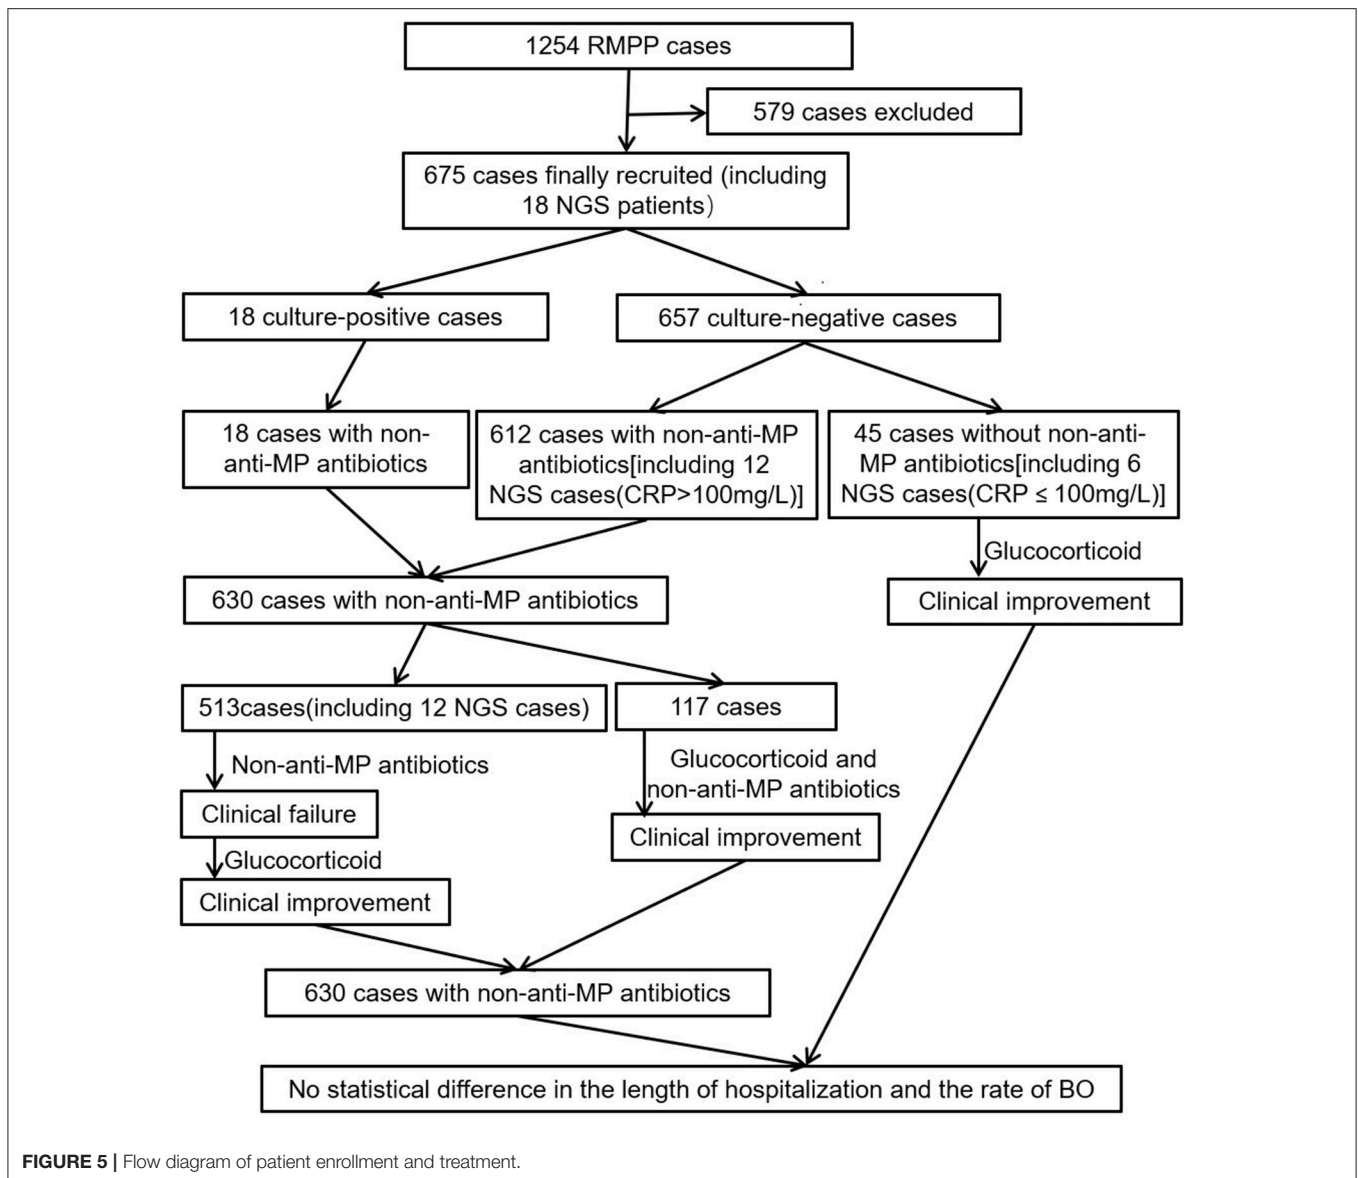 1254 RMPP cases
579 cases excluded
675 cases finally recruited (including
18 NGS patients)
18 culture-positive cases
657 culture-negative cases
18 cases with non-
anti-MP antibiotics
612 cases with non-anti-MP
antibiotics[including 12
NGS cases(CRP>100mg/L)]
45 cases without non-anti-
MP antibiotics[including 6
NGS cases(CRP ≤ 100mg/L)]
Glucocorticoid
630 cases with non-anti-MP antibiotics
Clinical improvement
513cases(including 12 NGS cases)
117 cases
Non-anti-MP antibiotics
Glucocorticoid and
non-anti-MP antibiotics
Clinical failure
Clinical improvement
Glucocorticoid
Clinical improvement
630 cases with non-anti-MP antibiotics
No statistical difference in the length of hospitalization and the rate of BO
FIGURE 5 | Flow diagram of patient enrollment and treatment.